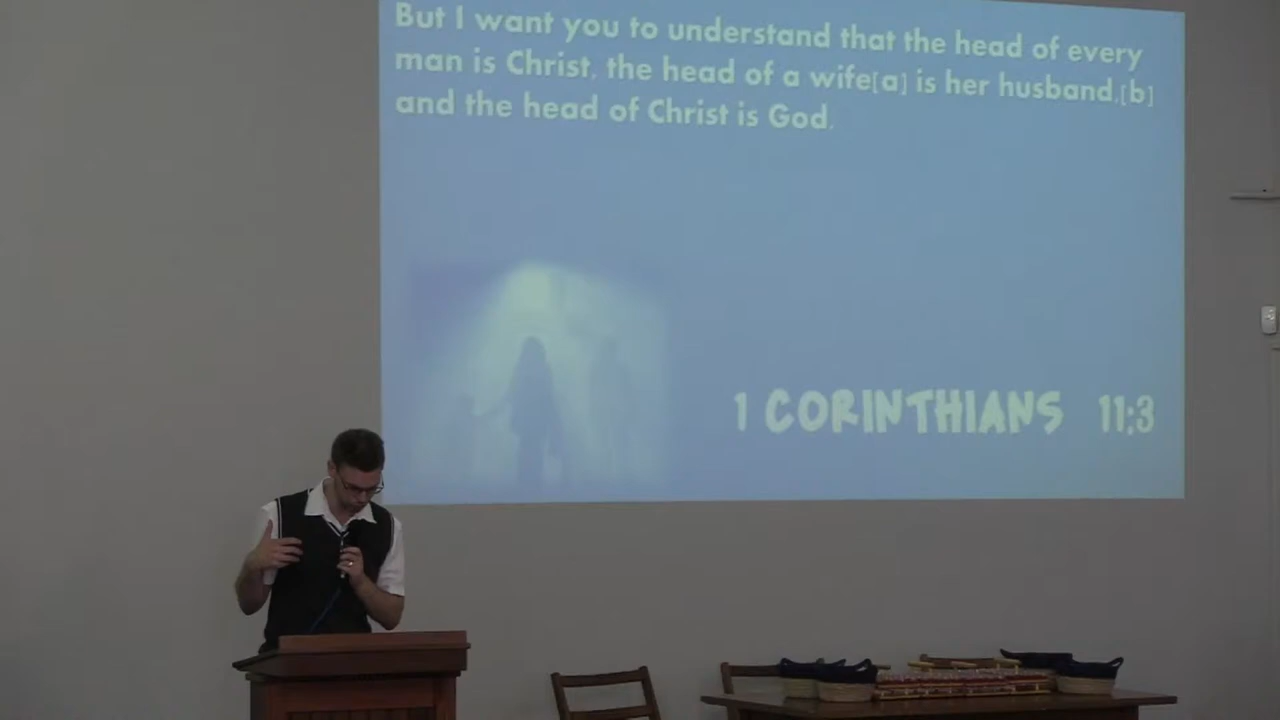 But I want you to understand that the head of every
man is Christ, the head of a wife[a] is her husband,[b]
and the head of Christ is God.
1 CORINTHIANS 11:3